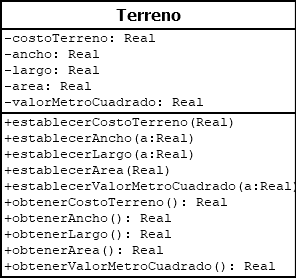 Terreno
-costoTerreno: Real
-ancho: Real
-largo: Real
-area: Real
-valorMetroCuadrado: Real
+establecerCostoTerreno(Real)
+establecerAncho(a:Real)
+establecerLargo(a:Real)
+establecerArea(Real)
+establecerValorMetroCuadrado(a:Real)
+obtenerCostoTerreno(): Real
+obtenerAncho(): Real
+obtenerLargo(): Real
+obtenerArea(): Real
+obtenerValorMetroCuadrado(): Real